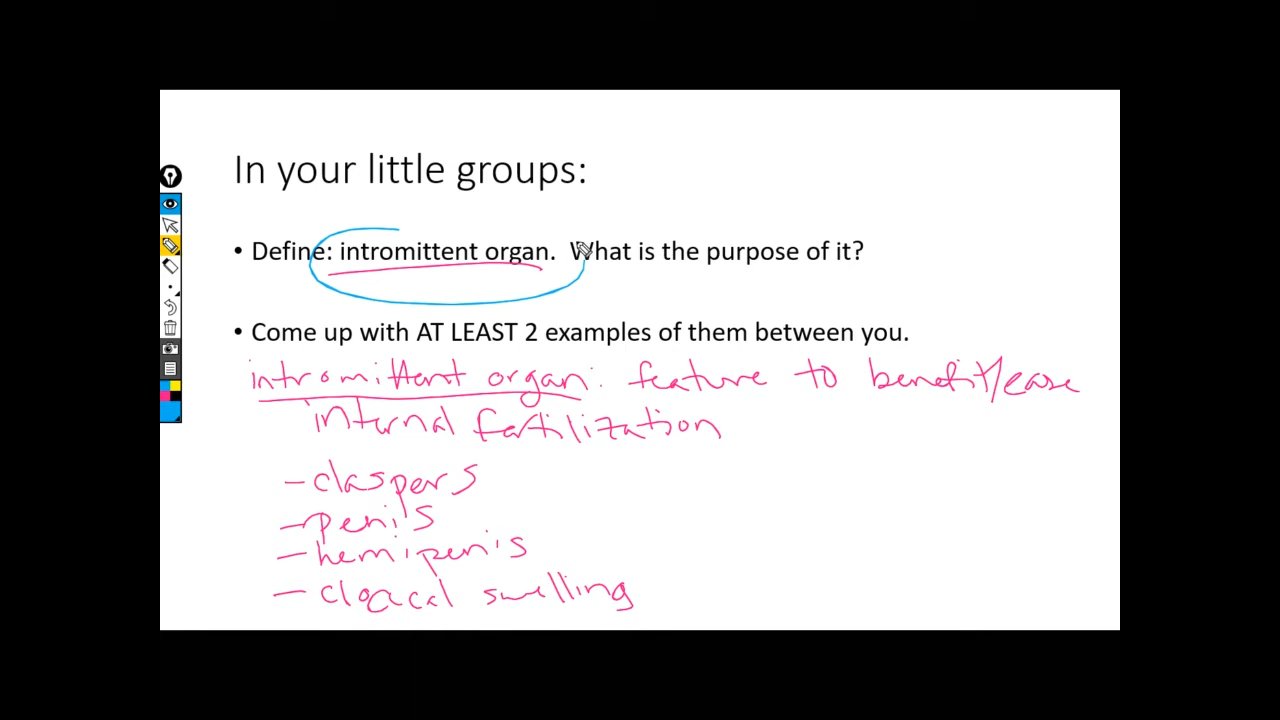 In your little groups:
• Define: intromittent organ. What is the purpose of it?
• Come up with AT LEAST 2 examples of them between you.
intromittent organ: feature to benefit/ease
internal fertilization
- claspers
- penis
- hemipenis
- cloacal swelling